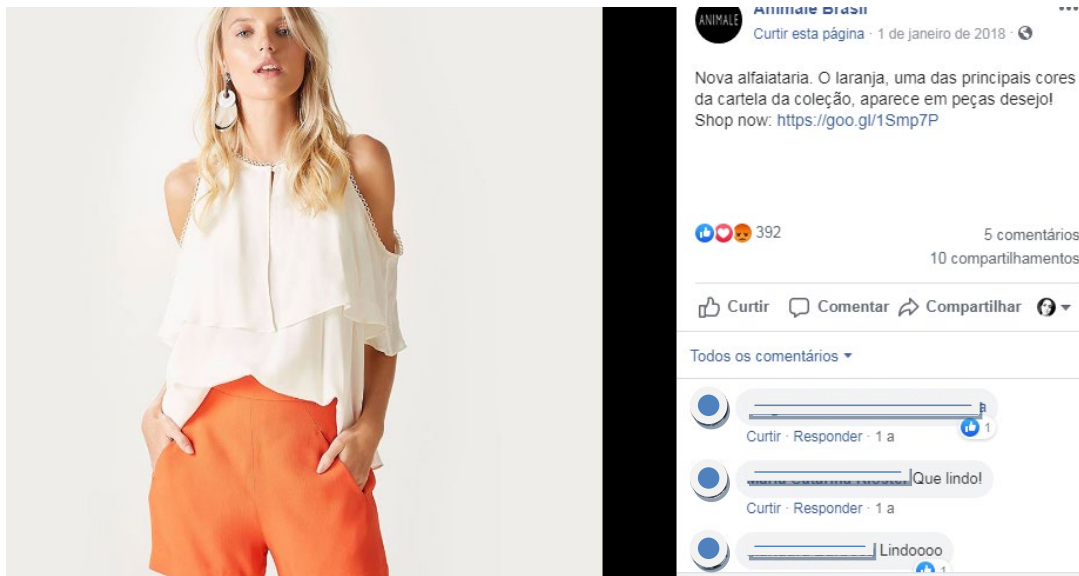 ANIMALE
Animale Brasil
Curtir esta página · 1 de janeiro de 2018 ·
Nova alfaiataria. O laranja, uma das principais cores
da cartela da coleção, aparece em peças desejo!
Shop now: https://goo.gl/1Smp7P
392
5 comentários
10 compartilhamentos
Curtir Comentar Compartilhar
Todos os comentários
a
1
Curtir · Responder · 1 a
Que lindo!
Curtir · Responder · 1 a
Lindoooo
1